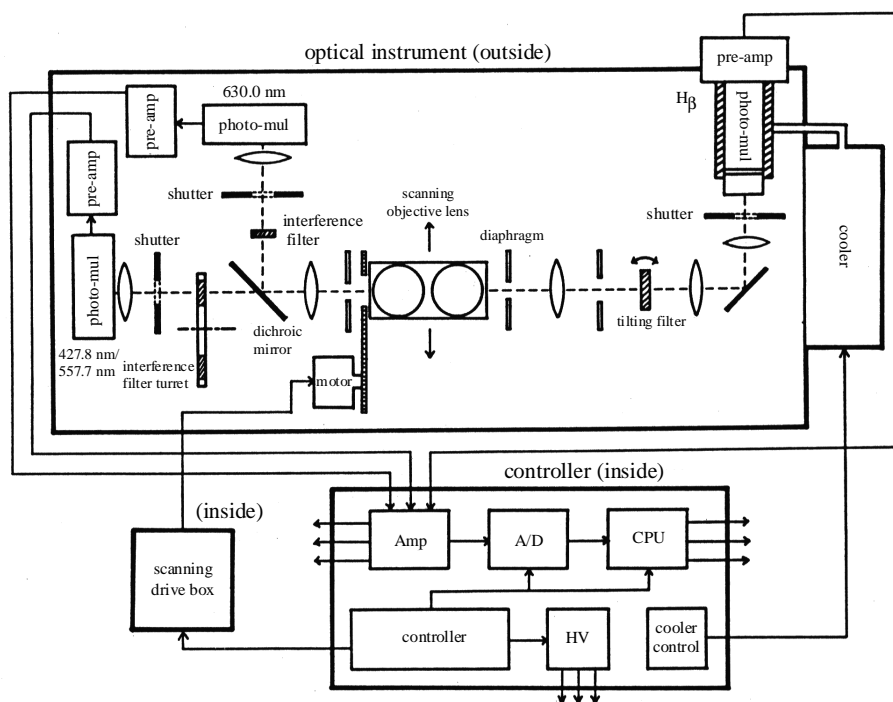 optical instrument (outside)
pre-amp
630.0 nm
photo-mul
pre-amp
H β
photo-mul
pre-amp
shutter
scanning
objective lens
interference
filter
diaphragm
shutter
cooler
shutter
photo-mul
tilting filter
dichroic
mirror
427.8 nm/
557.7 nm
interference
filter turret
motor
controller (inside)
(inside)
Amp
A/D
CPU
scanning
drive box
controller
HV
cooler
control